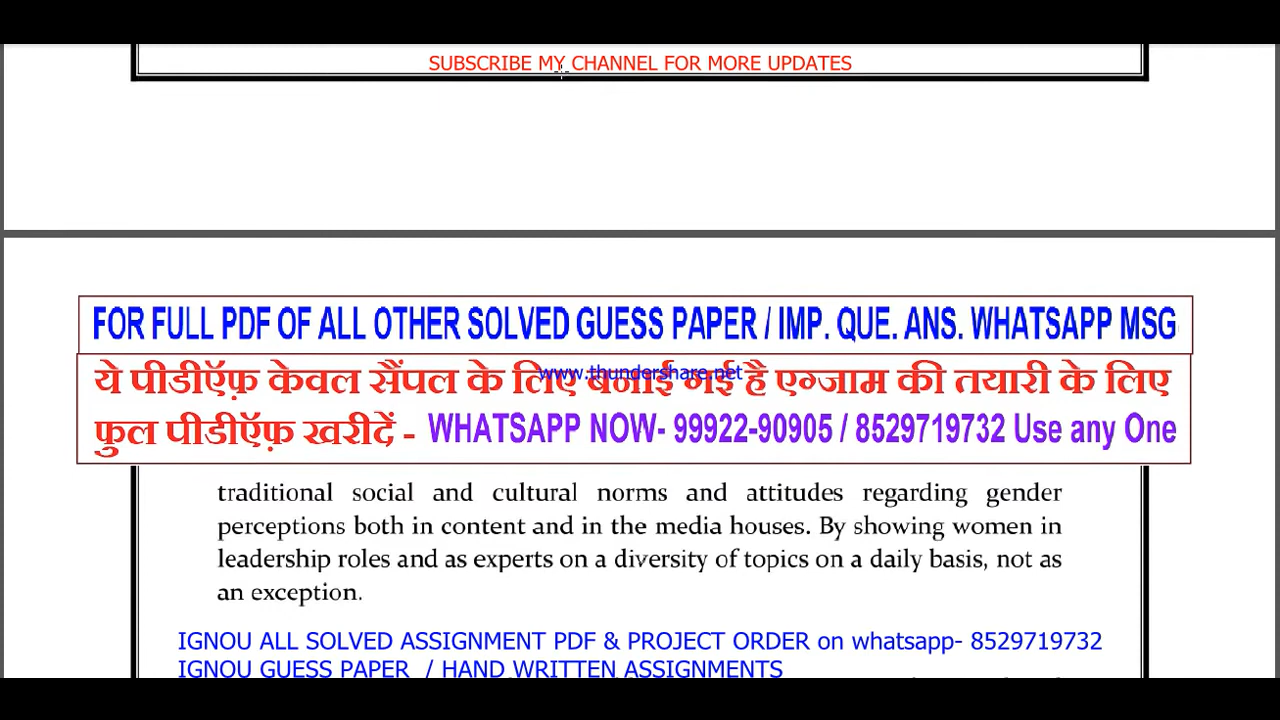 SUBSCRIBE MY CHANNEL FOR MORE UPDATES
FOR FULL PDF OF ALL OTHER SOLVED GUESS PAPER / IMP. QUE. ANS. WHATSAPP MSG
www.thundershare.net
ये पीडीऍफ़ केवल सैंपल के लिए बनाई गई है एग्जाम की तयारी के लिए
फुल पीडीऍफ़ खरीदें - WHATSAPP NOW- 99922-90905 / 8529719732 Use any One
traditional social and cultural norms and attitudes regarding gender
perceptions both in content and in the media houses. By showing women in
leadership roles and as experts on a diversity of topics on a daily basis, not as
an exception.
IGNOU ALL SOLVED ASSIGNMENT PDF & PROJECT ORDER on whatsapp- 8529719732
IGNOU GUESS PAPER / HAND WRITTEN ASSIGNMENTS